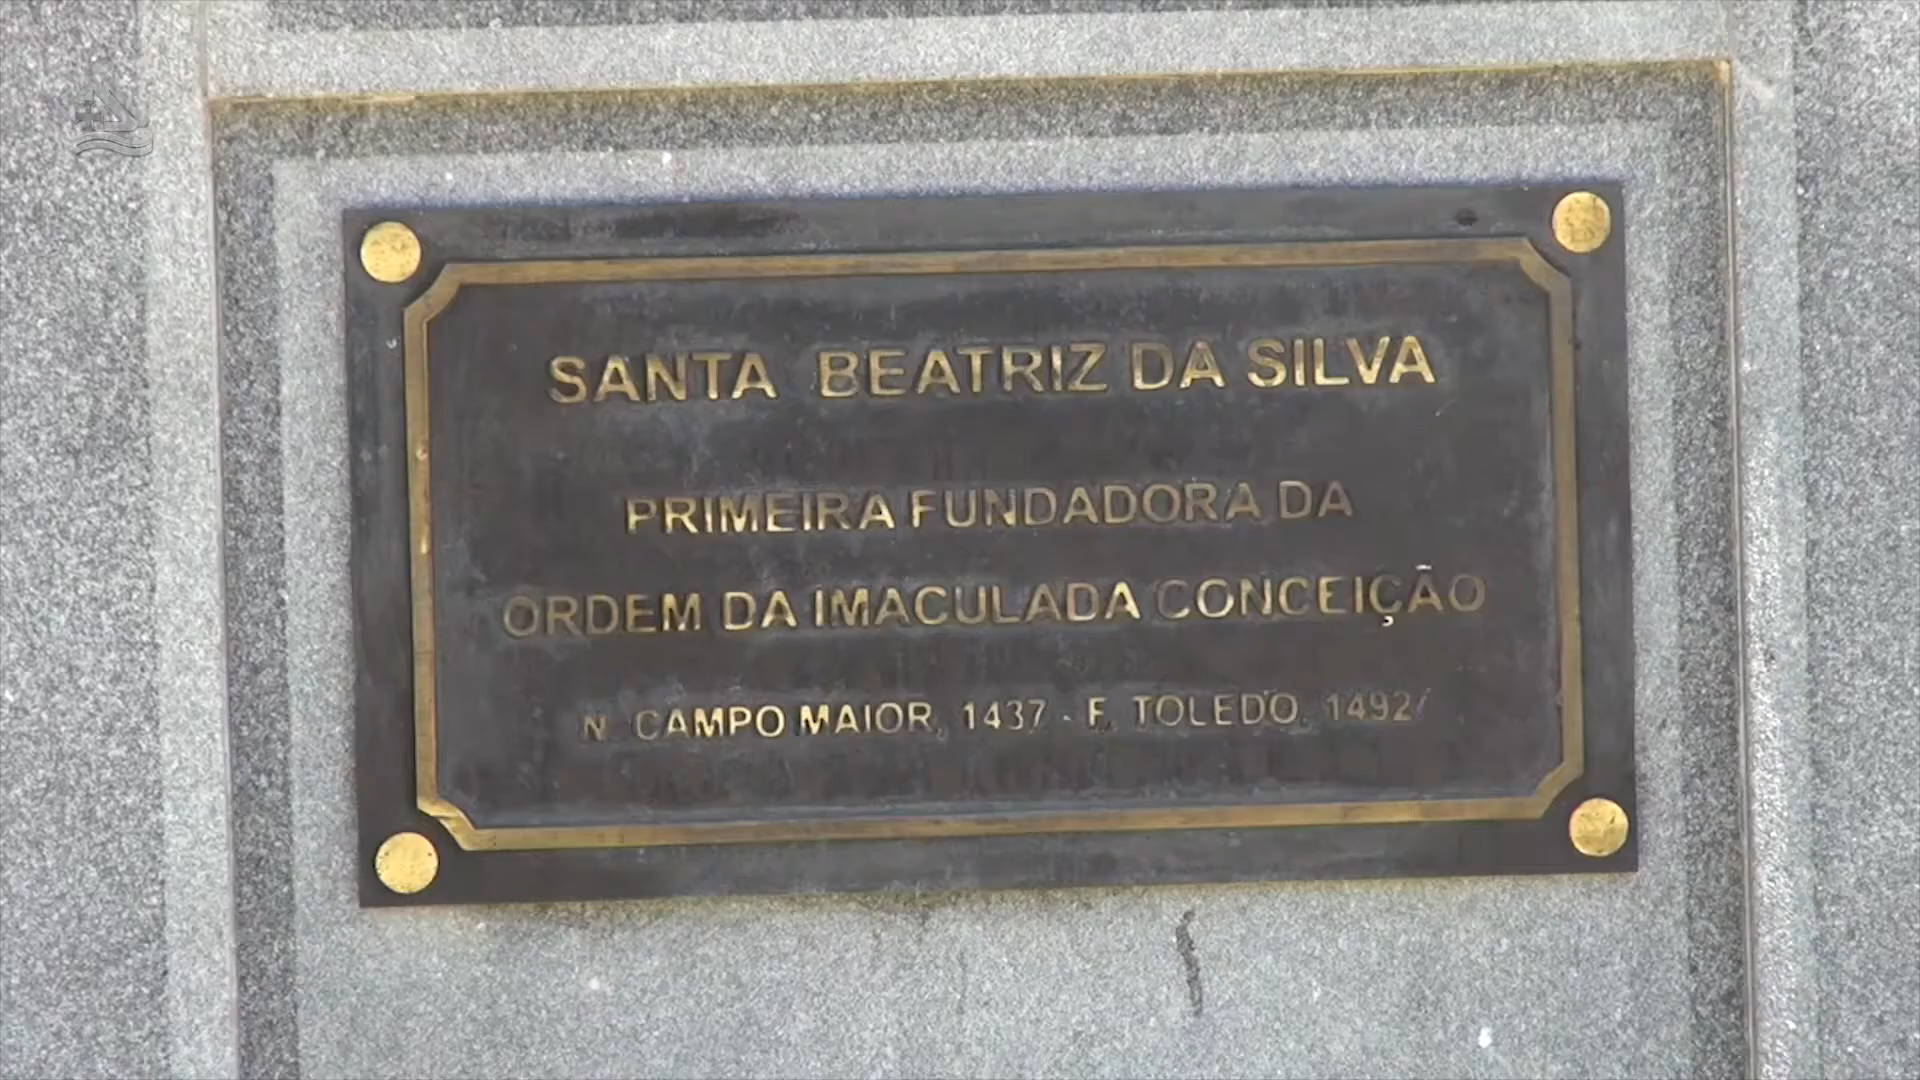 SANTA BEATRIZ DA SILVA
PRIMEIRA FUNDADORA DA
ORDEM DA IMACULADA CONCEIÇÃO
N. CAMPO MAIOR, 1437 - F. TOLEDO, 1492